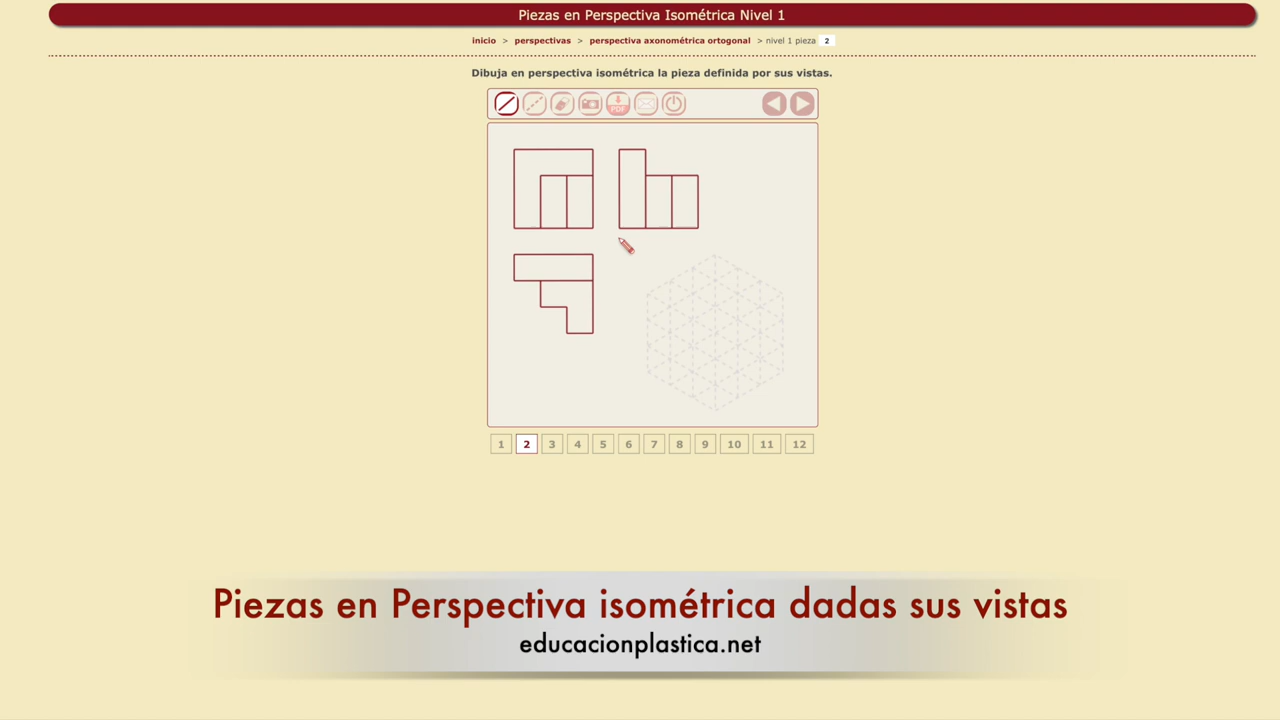 Piezas en Perspectiva Isométrica Nivel 1
inicio > perspectivas > perspectiva axonométrica ortogonal > nivel 1 pieza 2
Dibuja en perspectiva isométrica la pieza definida por sus vistas.
PDF
1 2 3 4 5 6 7 8 9 10 11 12
Piezas en Perspectiva isométrica dadas sus vistas
educacionplastica.net